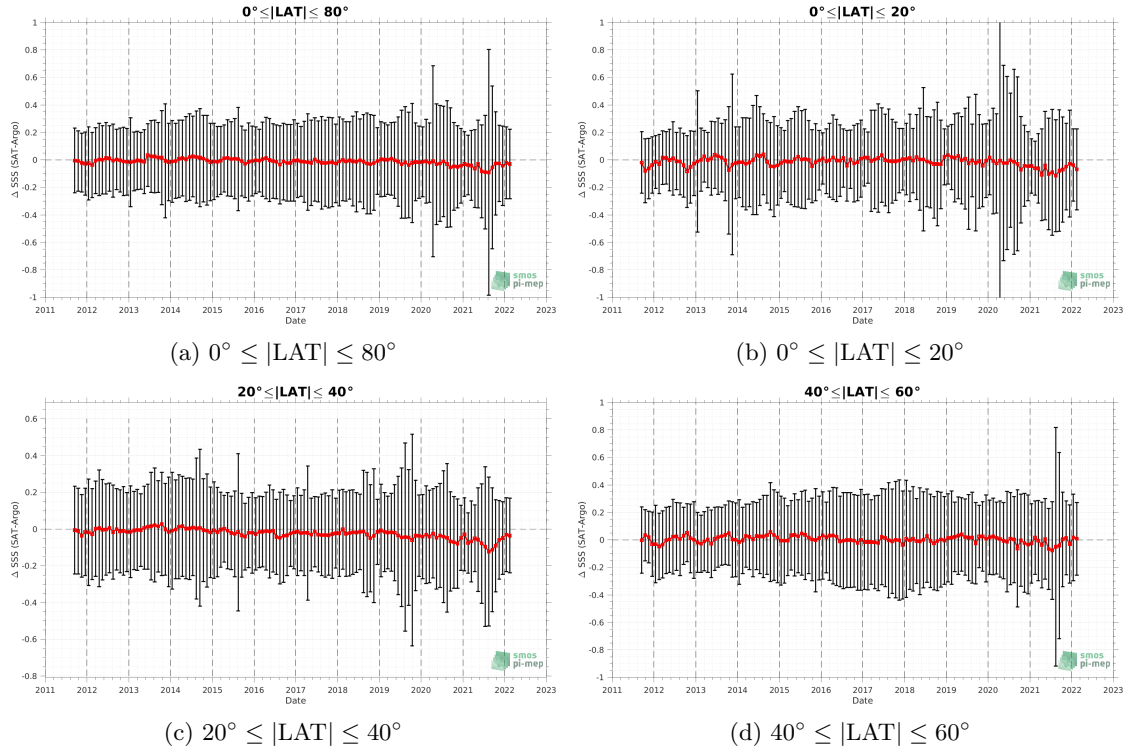 0°≤|LAT|≤ 80°
1
0.8
0.6
0.4
0.2
0
-0.2
-0.4
-0.6
-0.8
-1
Δ SSS (SAT-Argo)
2011 2012 2013 2014 2015 2016 2017 2018 2019 2020 2021 2022 2023
Date
smos
pi-mep
(a) 0° ≤ |LAT| ≤ 80°
0°≤|LAT|≤ 20°
1
0.8
0.6
0.4
0.2
0
-0.2
-0.4
-0.6
-0.8
-1
Δ SSS (SAT-Argo)
2011 2012 2013 2014 2015 2016 2017 2018 2019 2020 2021 2022 2023
Date
smos
pi-mep
(b) 0° ≤ |LAT| ≤ 20°
20°≤|LAT|≤ 40°
0.6
0.4
0.2
0
-0.2
-0.4
-0.6
-0.8
Δ SSS (SAT-Argo)
2011 2012 2013 2014 2015 2016 2017 2018 2019 2020 2021 2022 2023
Date
smos
pi-mep
(c) 20° ≤ |LAT| ≤ 40°
40°≤|LAT|≤ 60°
1
0.8
0.6
0.4
0.2
0
-0.2
-0.4
-0.6
-0.8
-1
Δ SSS (SAT-Argo)
2011 2012 2013 2014 2015 2016 2017 2018 2019 2020 2021 2022 2023
Date
smos
pi-mep
(d) 40° ≤ |LAT| ≤ 60°